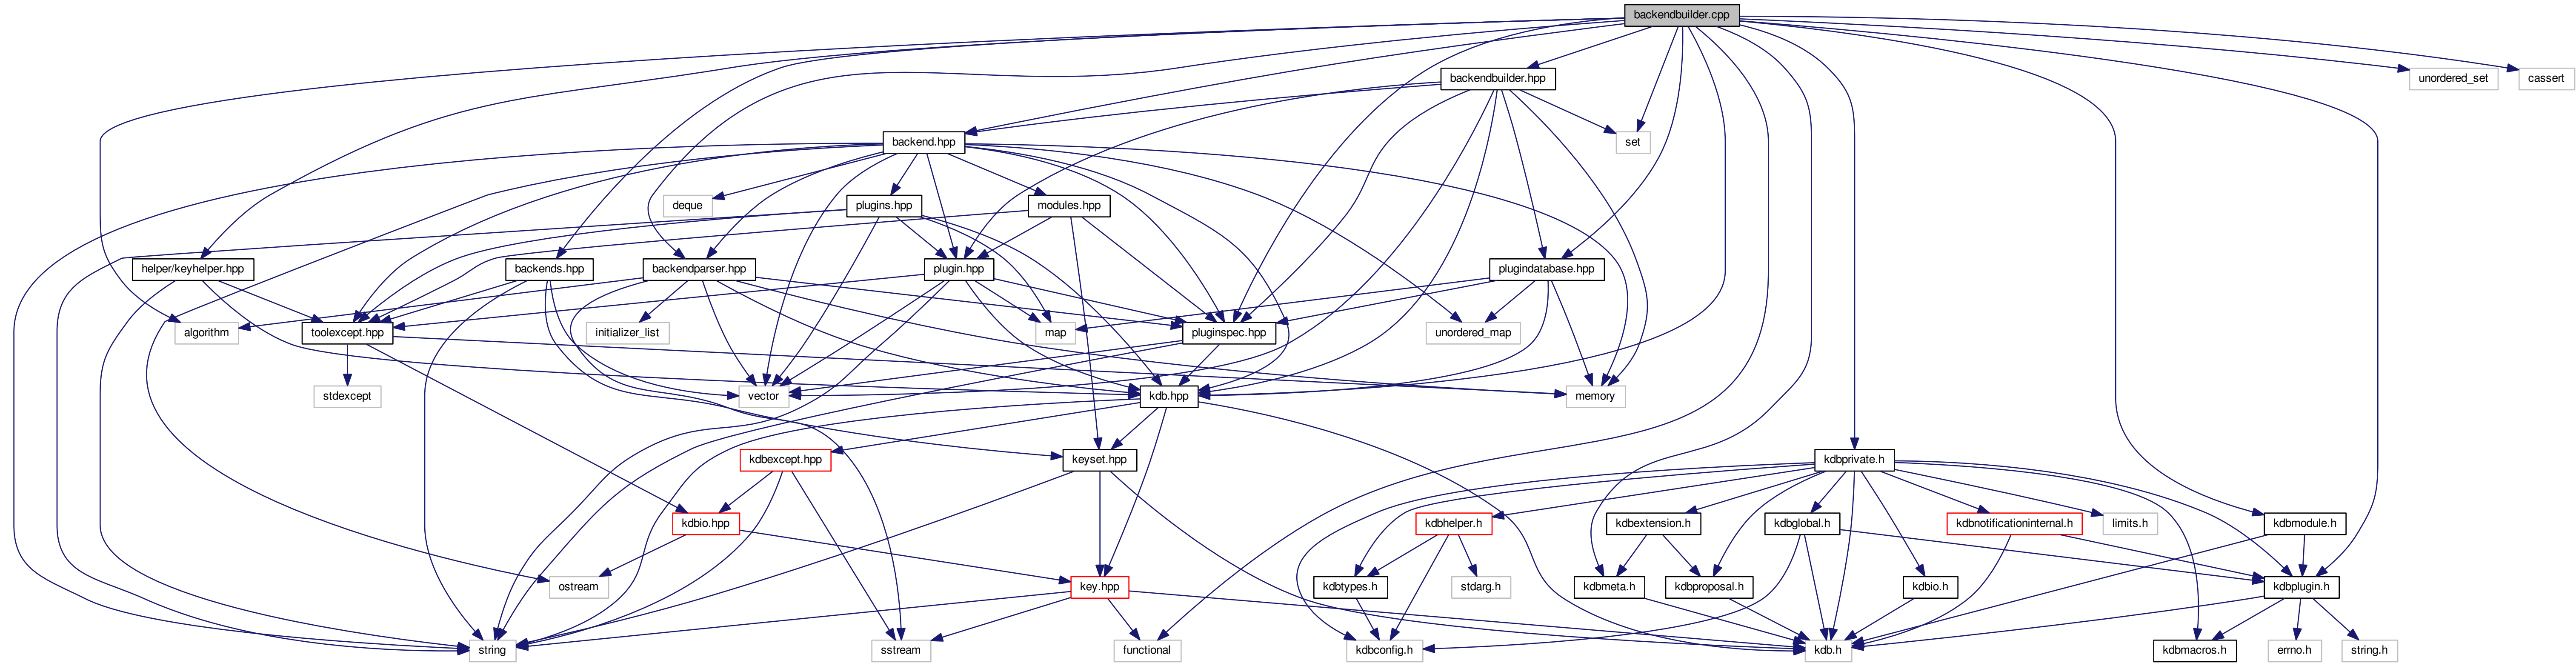 backendbuilder.cpp
backendbuilder.hpp
unordered_set
cassert
backend.hpp
set
deque
plugins.hpp
modules.hpp
helper/keyhelper.hpp
backends.hpp
backendparser.hpp
plugin.hpp
plugindatabase.hpp
algorithm
toolexcept.hpp
initializer_list
map
pluginspec.hpp
unordered_map
stdexcept
vector
kdb.hpp
memory
kdbexcept.hpp
keyset.hpp
kdbprivate.h
kdbio.hpp
kdbhelper.h
kdbextension.h
kdbglobal.h
kdbnotificationinternal.h
limits.h
kdbmodule.h
ostream
key.hpp
kdbtypes.h
stdarg.h
kdbmeta.h
kdbproposal.h
kdbio.h
kdbplugin.h
string
sstream
functional
kdbconfig.h
kdb.h
kdbmacros.h
errno.h
string.h